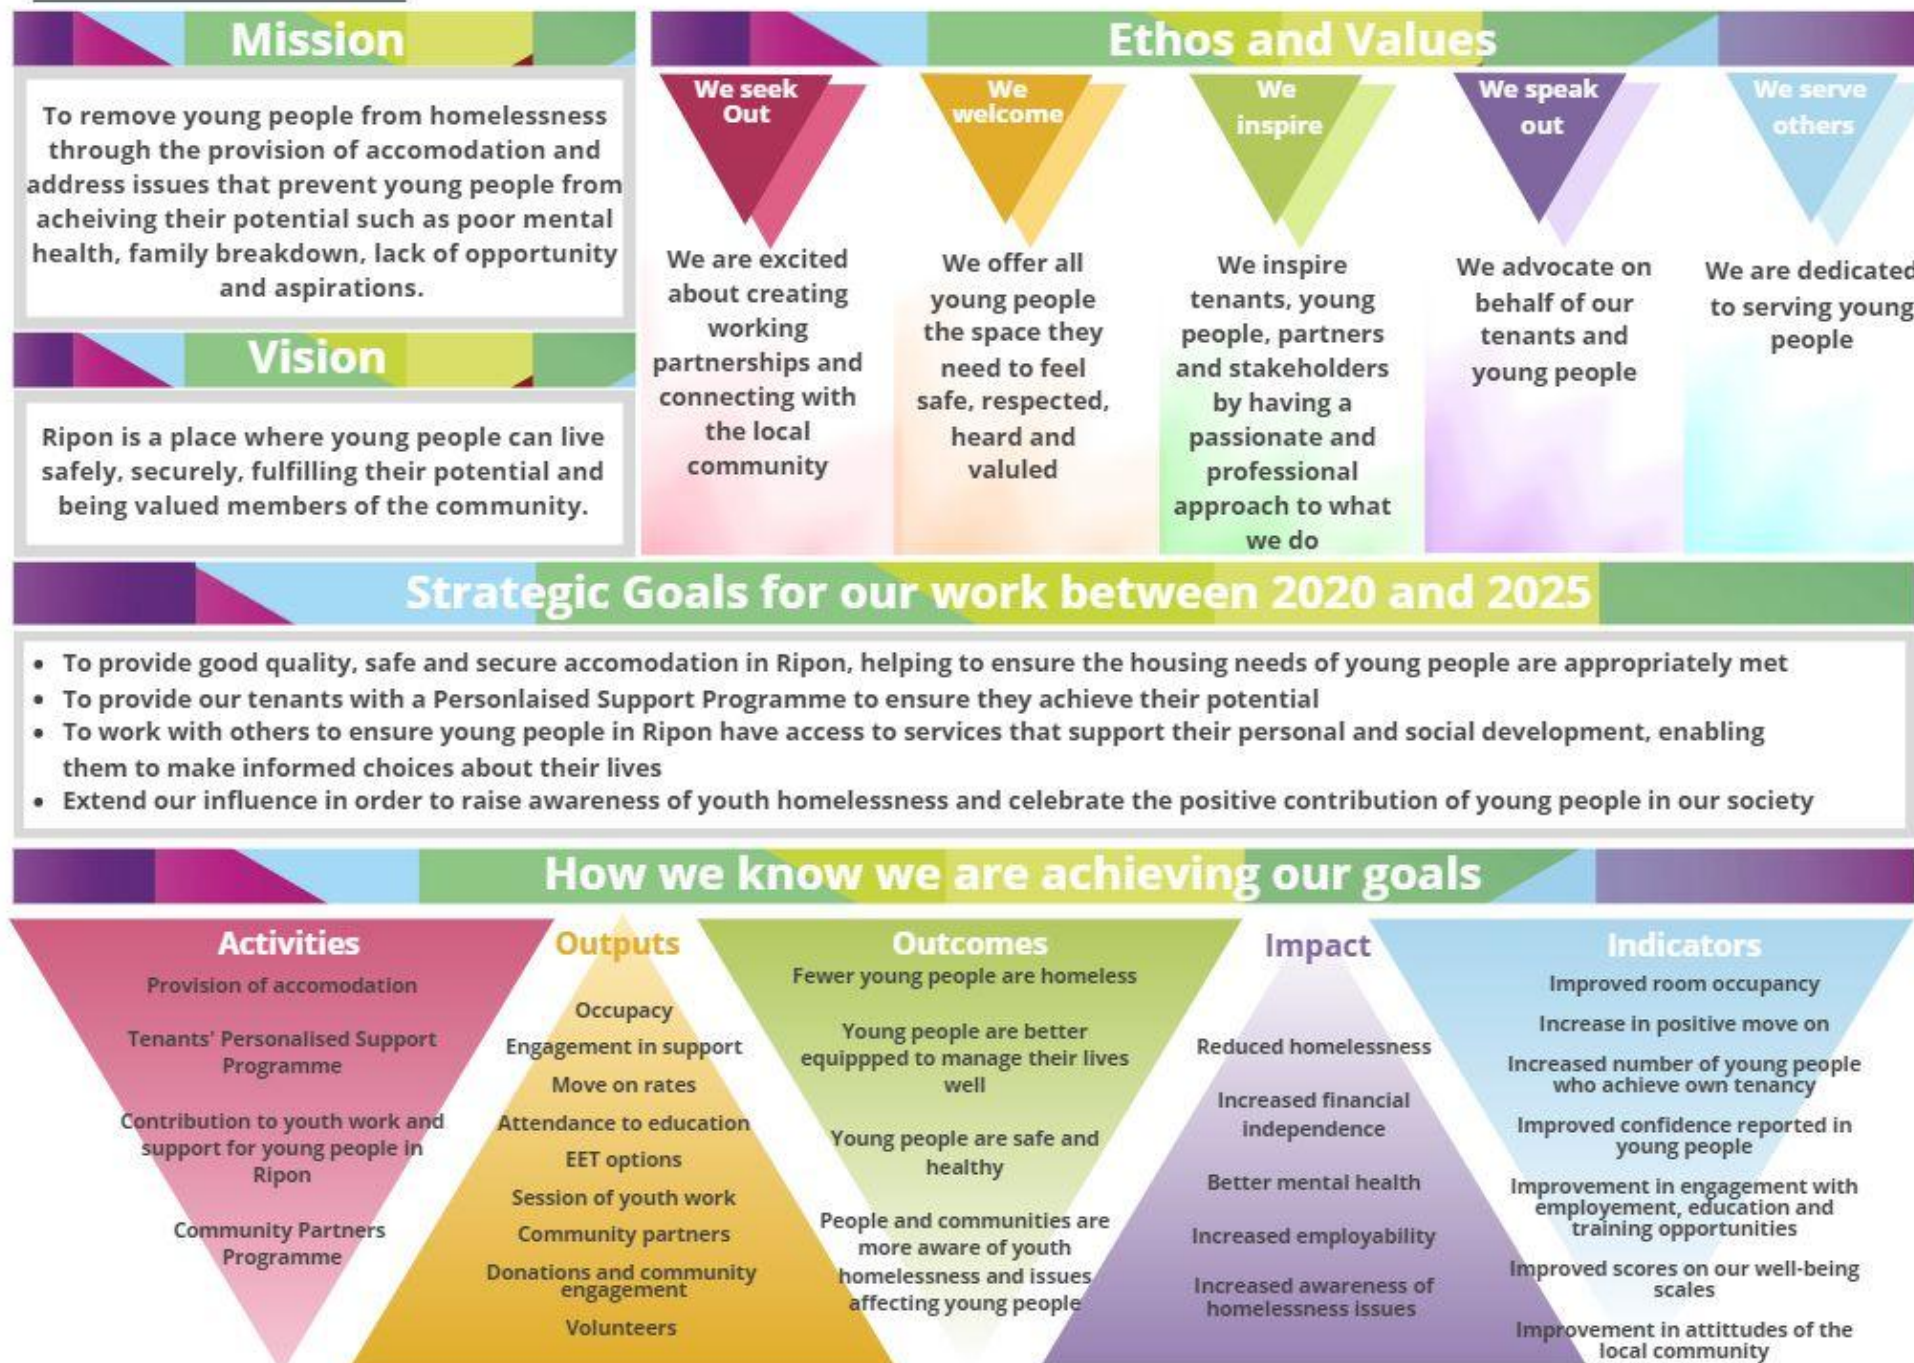 Mission
To remove young people from homelessness
through the provision of accomodation and
address issues that prevent young people from
acheiving their potential such as poor mental
health, family breakdown, lack of opportunity
and aspirations.
Vision
Ripon is a place where young people can live
safely, securely, fulfilling their potential and
being valued members of the community.
Ethos and Values
We seek
Out
We are excited
about creating
working
partnerships and
connecting with
the local
community
We
welcome
We offer all
young people
the space they
need to feel
safe, respected,
heard and
valuled
We
inspire
We inspire
tenants, young
people, partners
and stakeholders
by having a
passionate and
professional
approach to what
we do
We speak
out
We advocate on
behalf of our
tenants and
young people
We serve
others
We are dedicated
to serving young
people
Strategic Goals for our work between 2020 and 2025
• To provide good quality, safe and secure accomodation in Ripon, helping to ensure the housing needs of young people are appropriately met
• To provide our tenants with a Personlaised Support Programme to ensure they achieve their potential
• To work with others to ensure young people in Ripon have access to services that support their personal and social development, enabling
them to make informed choices about their lives
• Extend our influence in order to raise awareness of youth homelessness and celebrate the positive contribution of young people in our society
How we know we are achieving our goals
Activities
Provision of accomodation
Tenants' Personalised Support
Programme
Contribution to youth work and
support for young people in
Ripon
Community Partners
Programme
Outputs
Occupacy
Engagement in support
Move on rates
Attendance to education
EET options
Session of youth work
Community partners
Donations and community
engagement
Volunteers
Outcomes
Fewer young people are homeless
Young people are better
equippped to manage their lives
well
Young people are safe and
healthy
People and communities are
more aware of youth
homelessness and issues
affecting young people
Impact
Reduced homelessness
Increased financial
independence
Better mental health
Increased employability
Increased awareness of
homelessness issues
Indicators
Improved room occupancy
Increase in positive move on
Increased number of young people
who achieve own tenancy
Improved confidence reported in
young people
Improvement in engagement with
employement, education and
training opportunities
Improved scores on our well-being
scales
Improvement in attittudes of the
local community